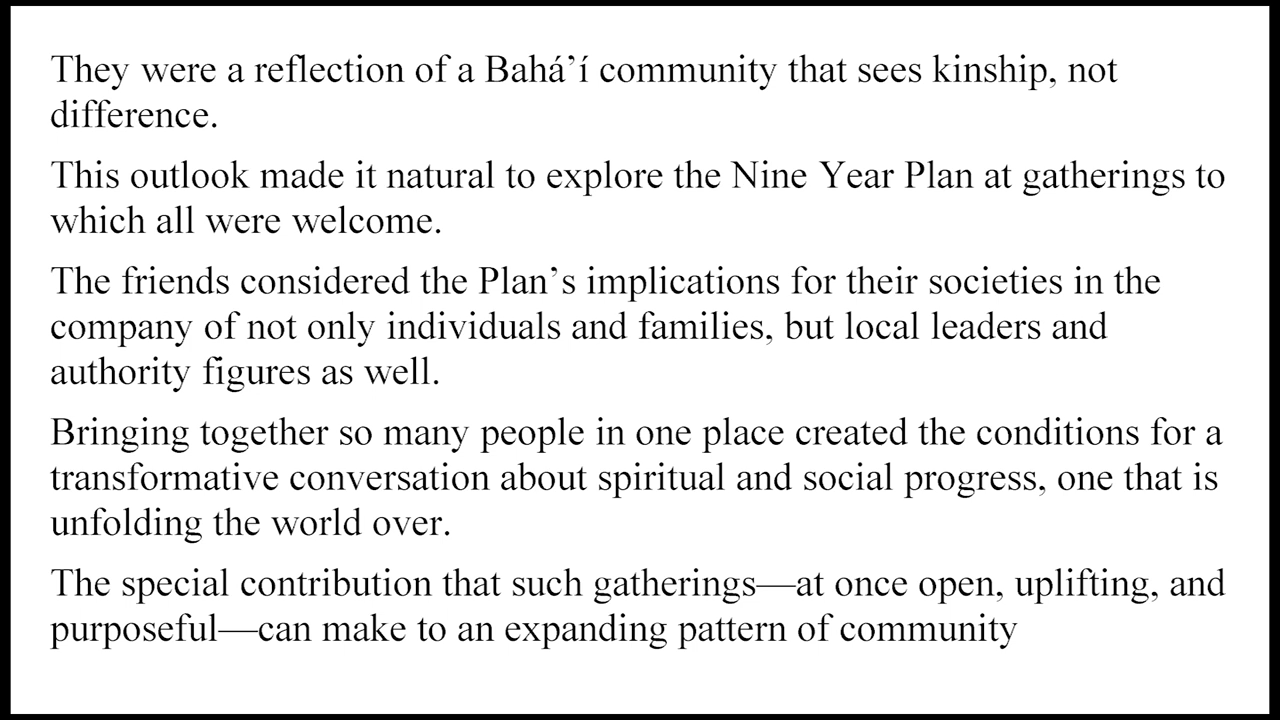 They were a reflection of a Bahá’í community that sees kinship, not
difference.
This outlook made it natural to explore the Nine Year Plan at gatherings to
which all were welcome.
The friends considered the Plan’s implications for their societies in the
company of not only individuals and families, but local leaders and
authority figures as well.
Bringing together so many people in one place created the conditions for a
transformative conversation about spiritual and social progress, one that is
unfolding the world over.
The special contribution that such gatherings—at once open, uplifting, and
purposeful—can make to an expanding pattern of community